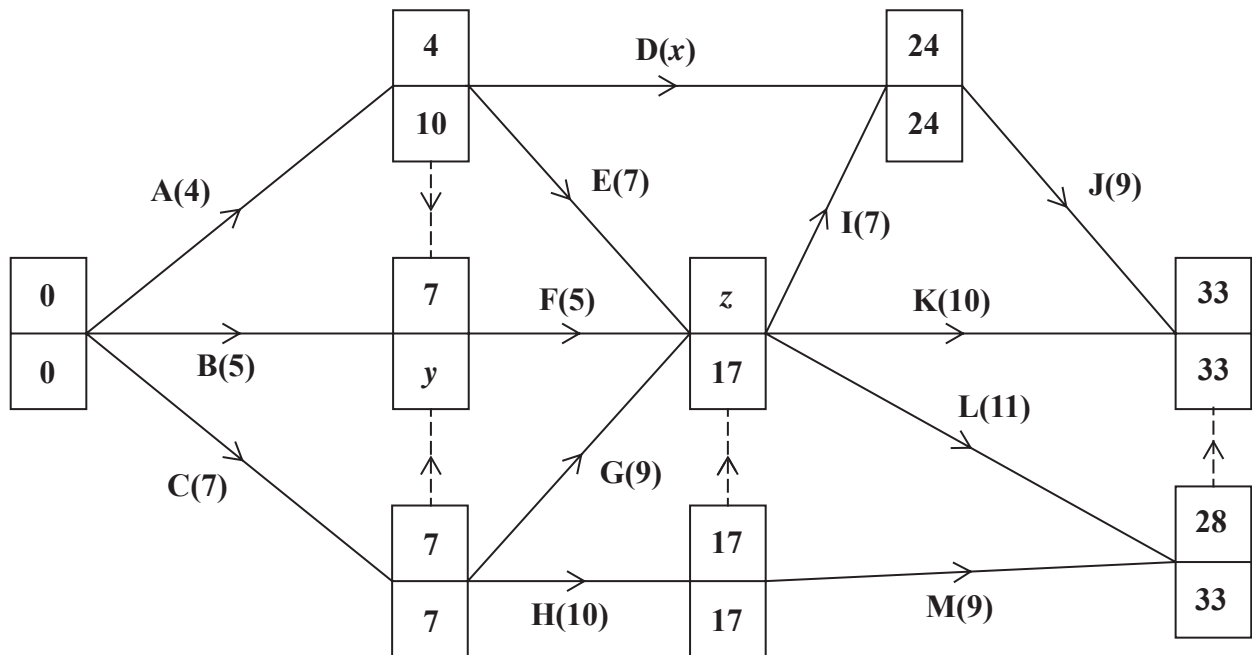 4
D(x)
24
10
24
A(4)
E(7)
I(7)
J(9)
0
7
F(5)
z
K(10)
33
0
B(5)
y
17
33
C(7)
G(9)
L(11)
7
17
28
7
H(10)
17
M(9)
33